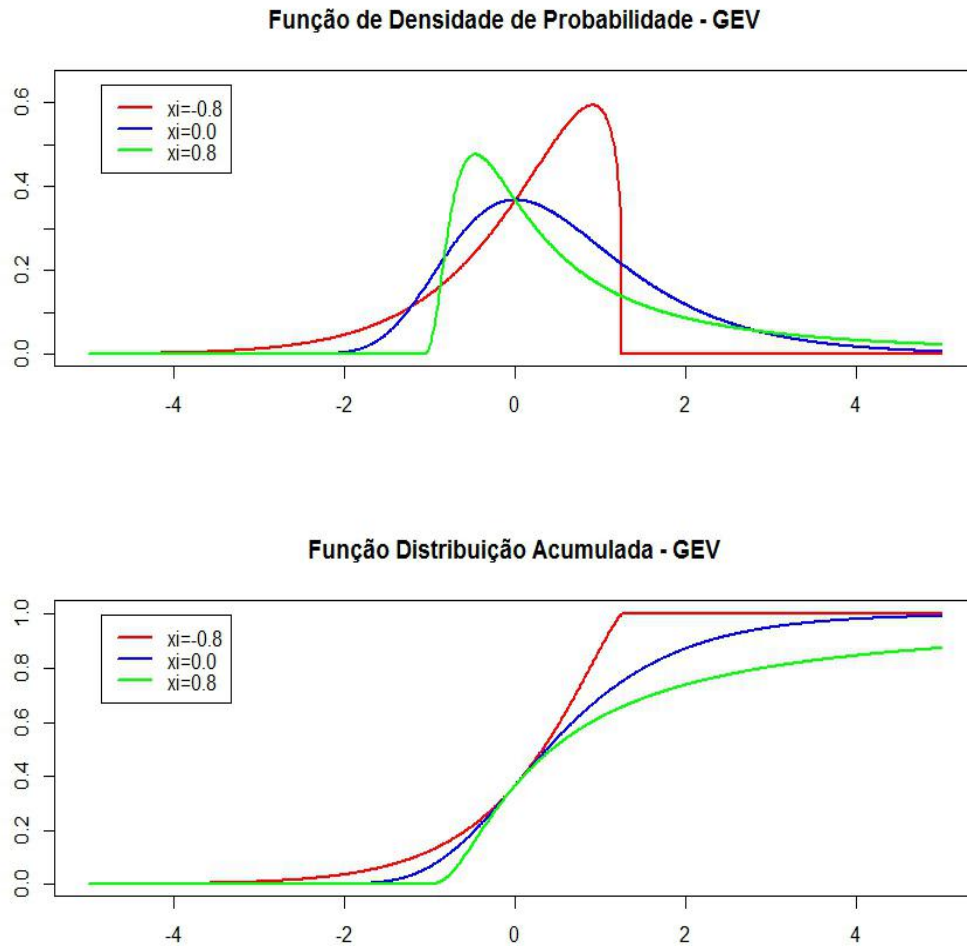 Função de Densidade de Probabilidade - GEV
xi=-0.8
xi=0.0
xi=0.8
0.6
0.4
0.2
0.0
-4 -2 0 2 4
Função Distribuição Acumulada - GEV
xi=-0.8
xi=0.0
xi=0.8
1.0
0.8
0.6
0.4
0.2
0.0
-4 -2 0 2 4